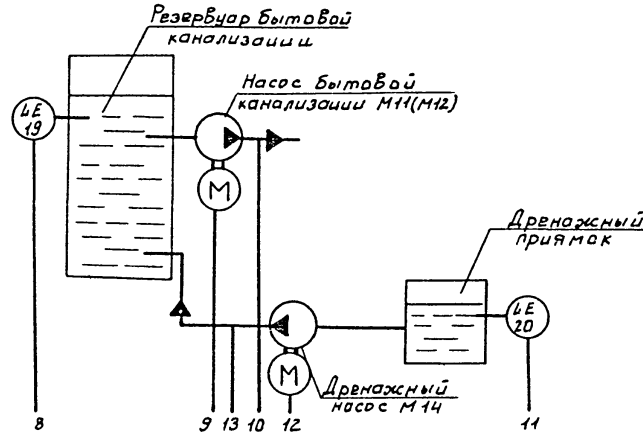 Резервуар бытовой
канализации
Насос бытовой
канализации М11(М12)
LE
19
М
Дренажный
приямок
LE
20
М
Дренажный
насос М14
8
9
13
10
12
11